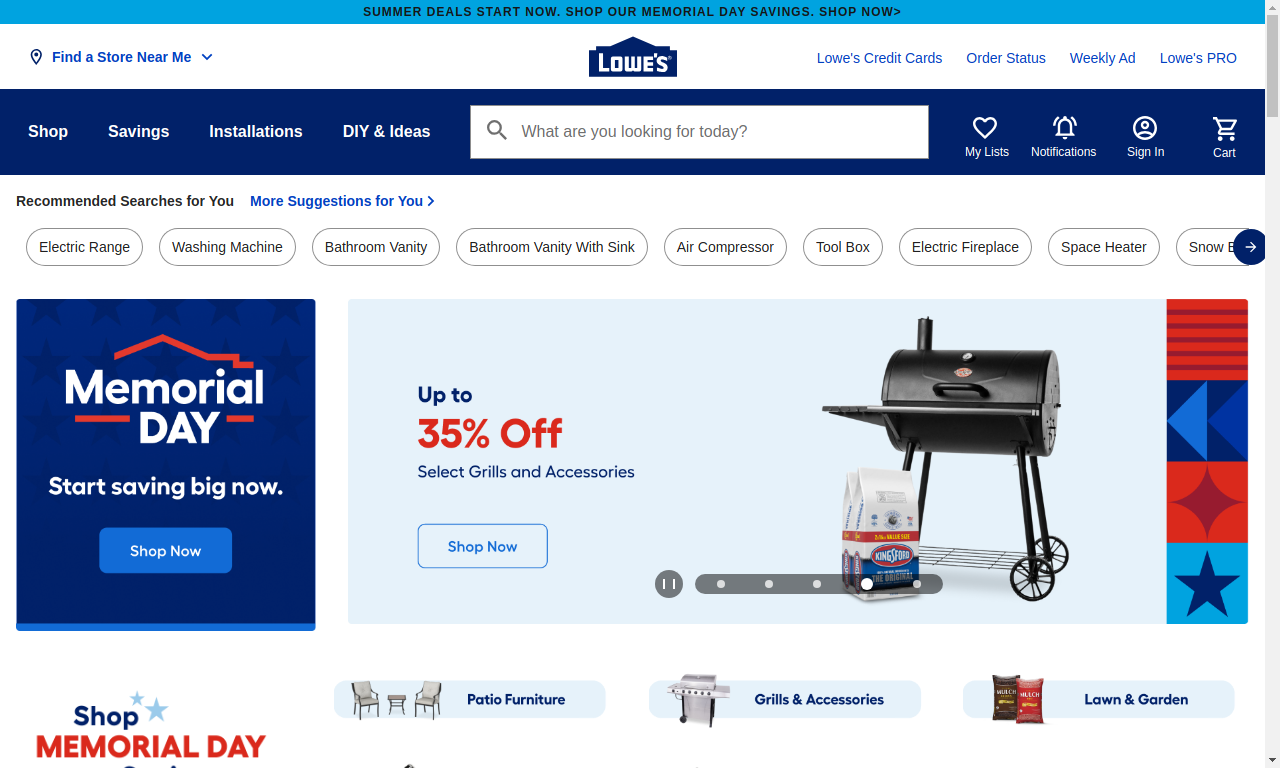 SUMMER DEALS START NOW. SHOP OUR MEMORIAL DAY SAVINGS. SHOP NOW>
Find a Store Near Me
LOWE'S
Lowe's Credit Cards
Order Status
Weekly Ad
Lowe's PRO
Shop
Savings
Installations
DIY & Ideas
What are you looking for today?
My Lists
Notifications
Sign In
Cart
Recommended Searches for You
More Suggestions for You
Electric Range
Washing Machine
Bathroom Vanity
Bathroom Vanity With Sink
Air Compressor
Tool Box
Electric Fireplace
Space Heater
Snow
Memorial
DAY
Start saving big now.
Shop Now
Up to
35% Off
Select Grills and Accessories
Shop Now
KINGSFORD
THE ORIGINAL
Shop
MEMORIAL DAY
Patio Furniture
Grills & Accessories
Lawn & Garden
MULCH
MULCH